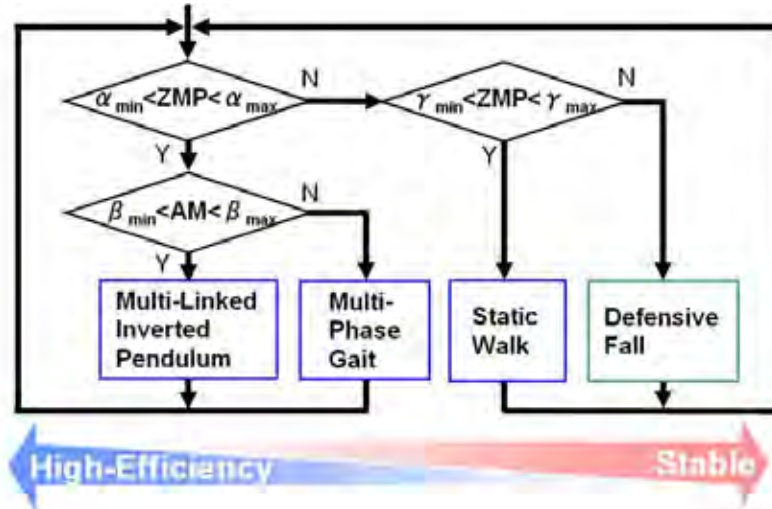 α min<ZMP<α max
N
γ min<ZMP<γ max
N
Y
Y
β min<AM<β max
N
Y
Multi-Linked
Inverted
Pendulum
Multi-
Phase
Gait
Static
Walk
Defensive
Fall
High-Efficiency
Stable